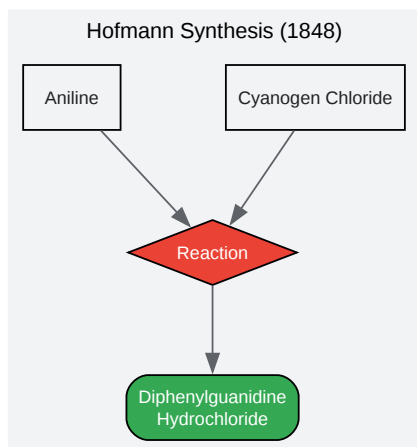 Hofmann Synthesis (1848)
Aniline
Cyanogen Chloride
Reaction
Diphenylguanidine
Hydrochloride